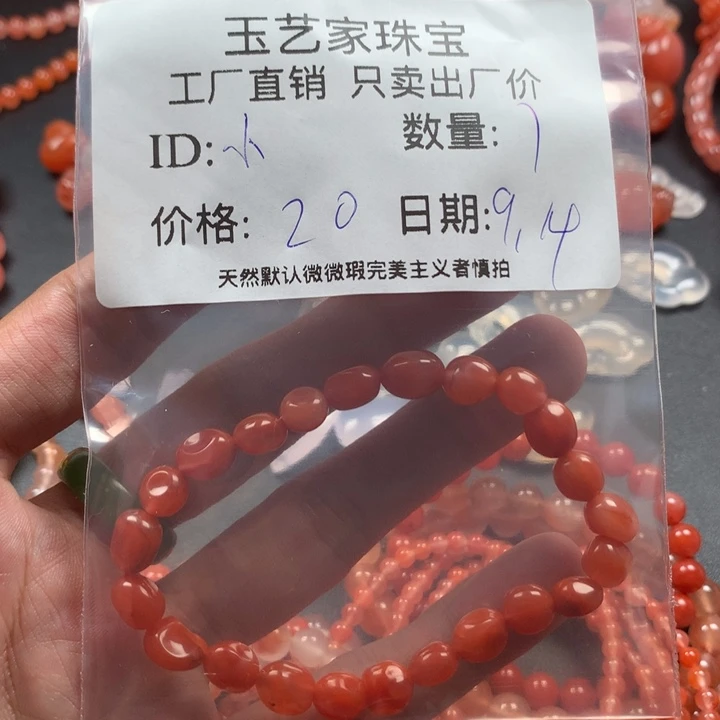 玉艺家珠宝
工厂直销 只卖出厂价
ID:小 数量:1
价格: 20 日期:9.14
天然默认微微瑕完美主义者慎拍